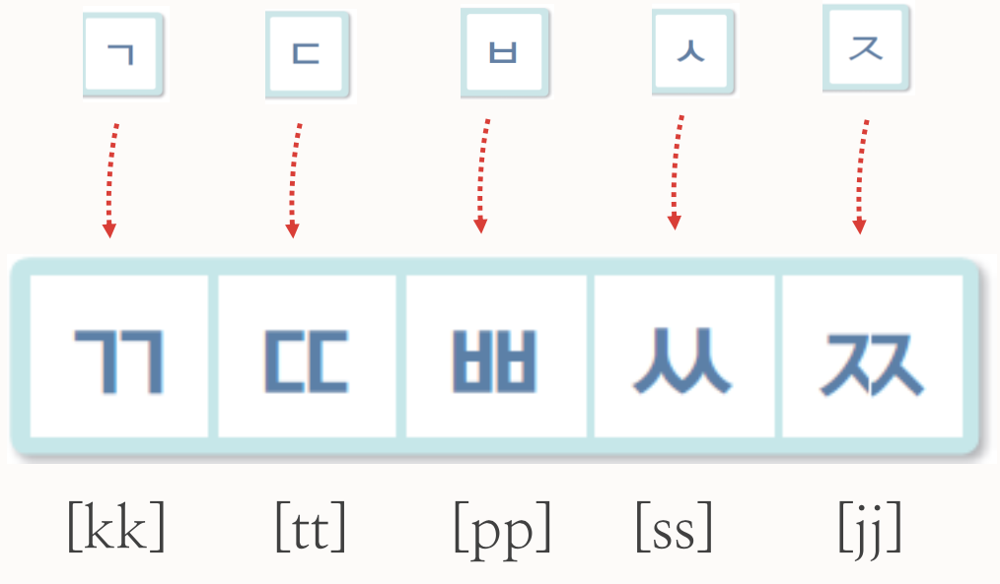 ㄱ ㄷ ㅂ ㅅ ㅈ
ㄲ ㄸ ㅃ ㅆ ㅉ
[kk] [tt] [pp] [ss] [jj]